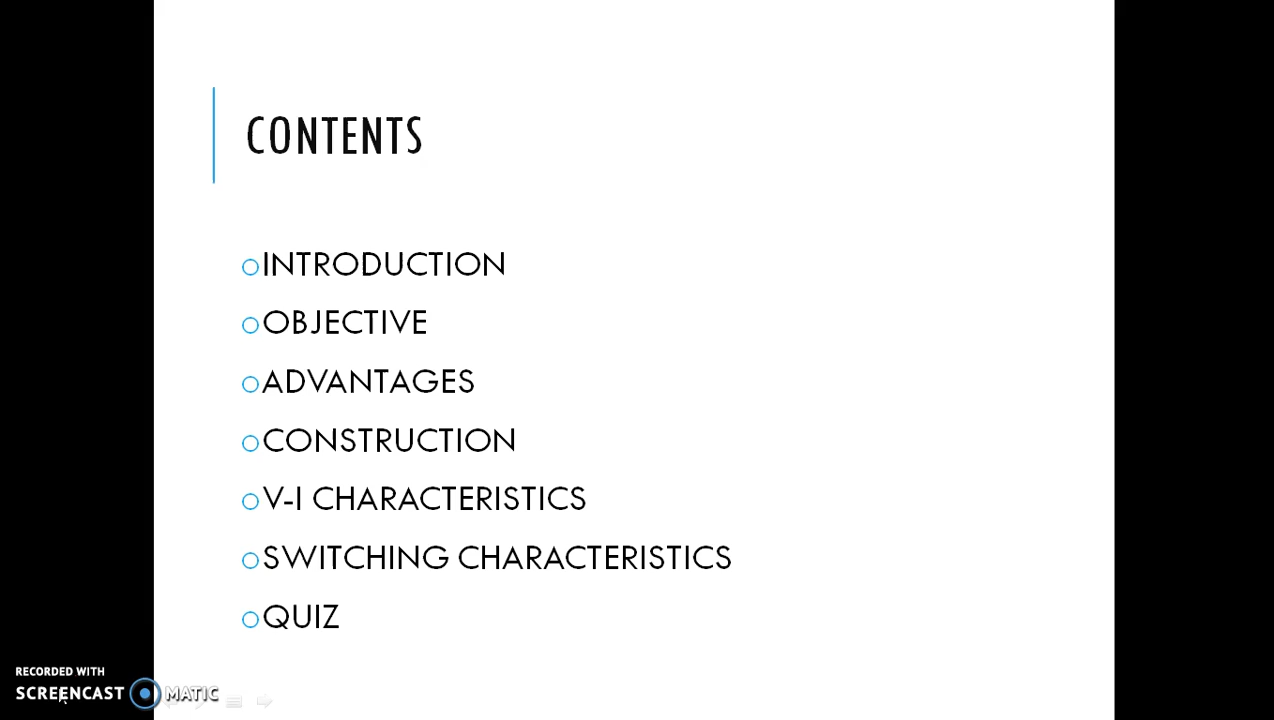 CONTENTS
INTRODUCTION
OBJECTIVE
ADVANTAGES
CONSTRUCTION
V-I CHARACTERISTICS
SWITCHING CHARACTERISTICS
QUIZ
RECORDED WITH
SCREENCAST MATIC